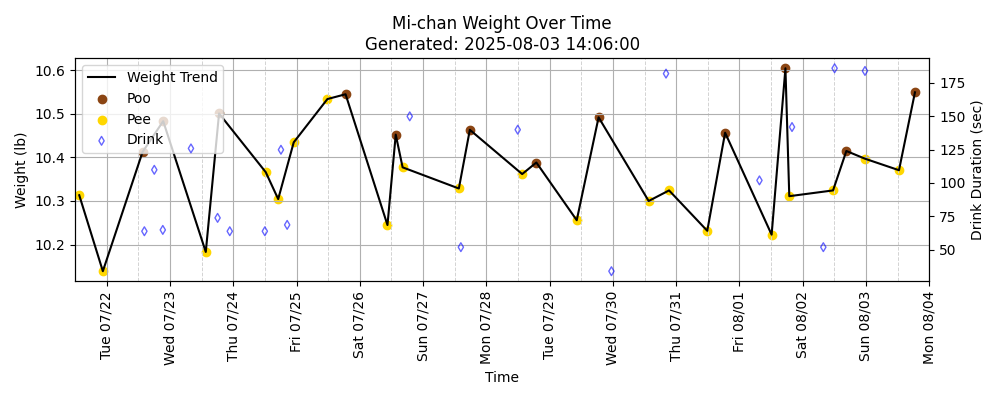 Mi-chan Weight Over Time
Generated: 2025-08-03 14:06:00
Weight Trend
Poo
Pee
Drink
Weight (lb)
10.6
10.5
10.4
10.3
10.2
Drink Duration (sec)
175
150
125
100
75
50
Tue 07/22
Wed 07/23
Thu 07/24
Fri 07/25
Sat 07/26
Sun 07/27
Mon 07/28
Tue 07/29
Wed 07/30
Thu 07/31
Fri 08/01
Sat 08/02
Sun 08/03
Mon 08/04
Time